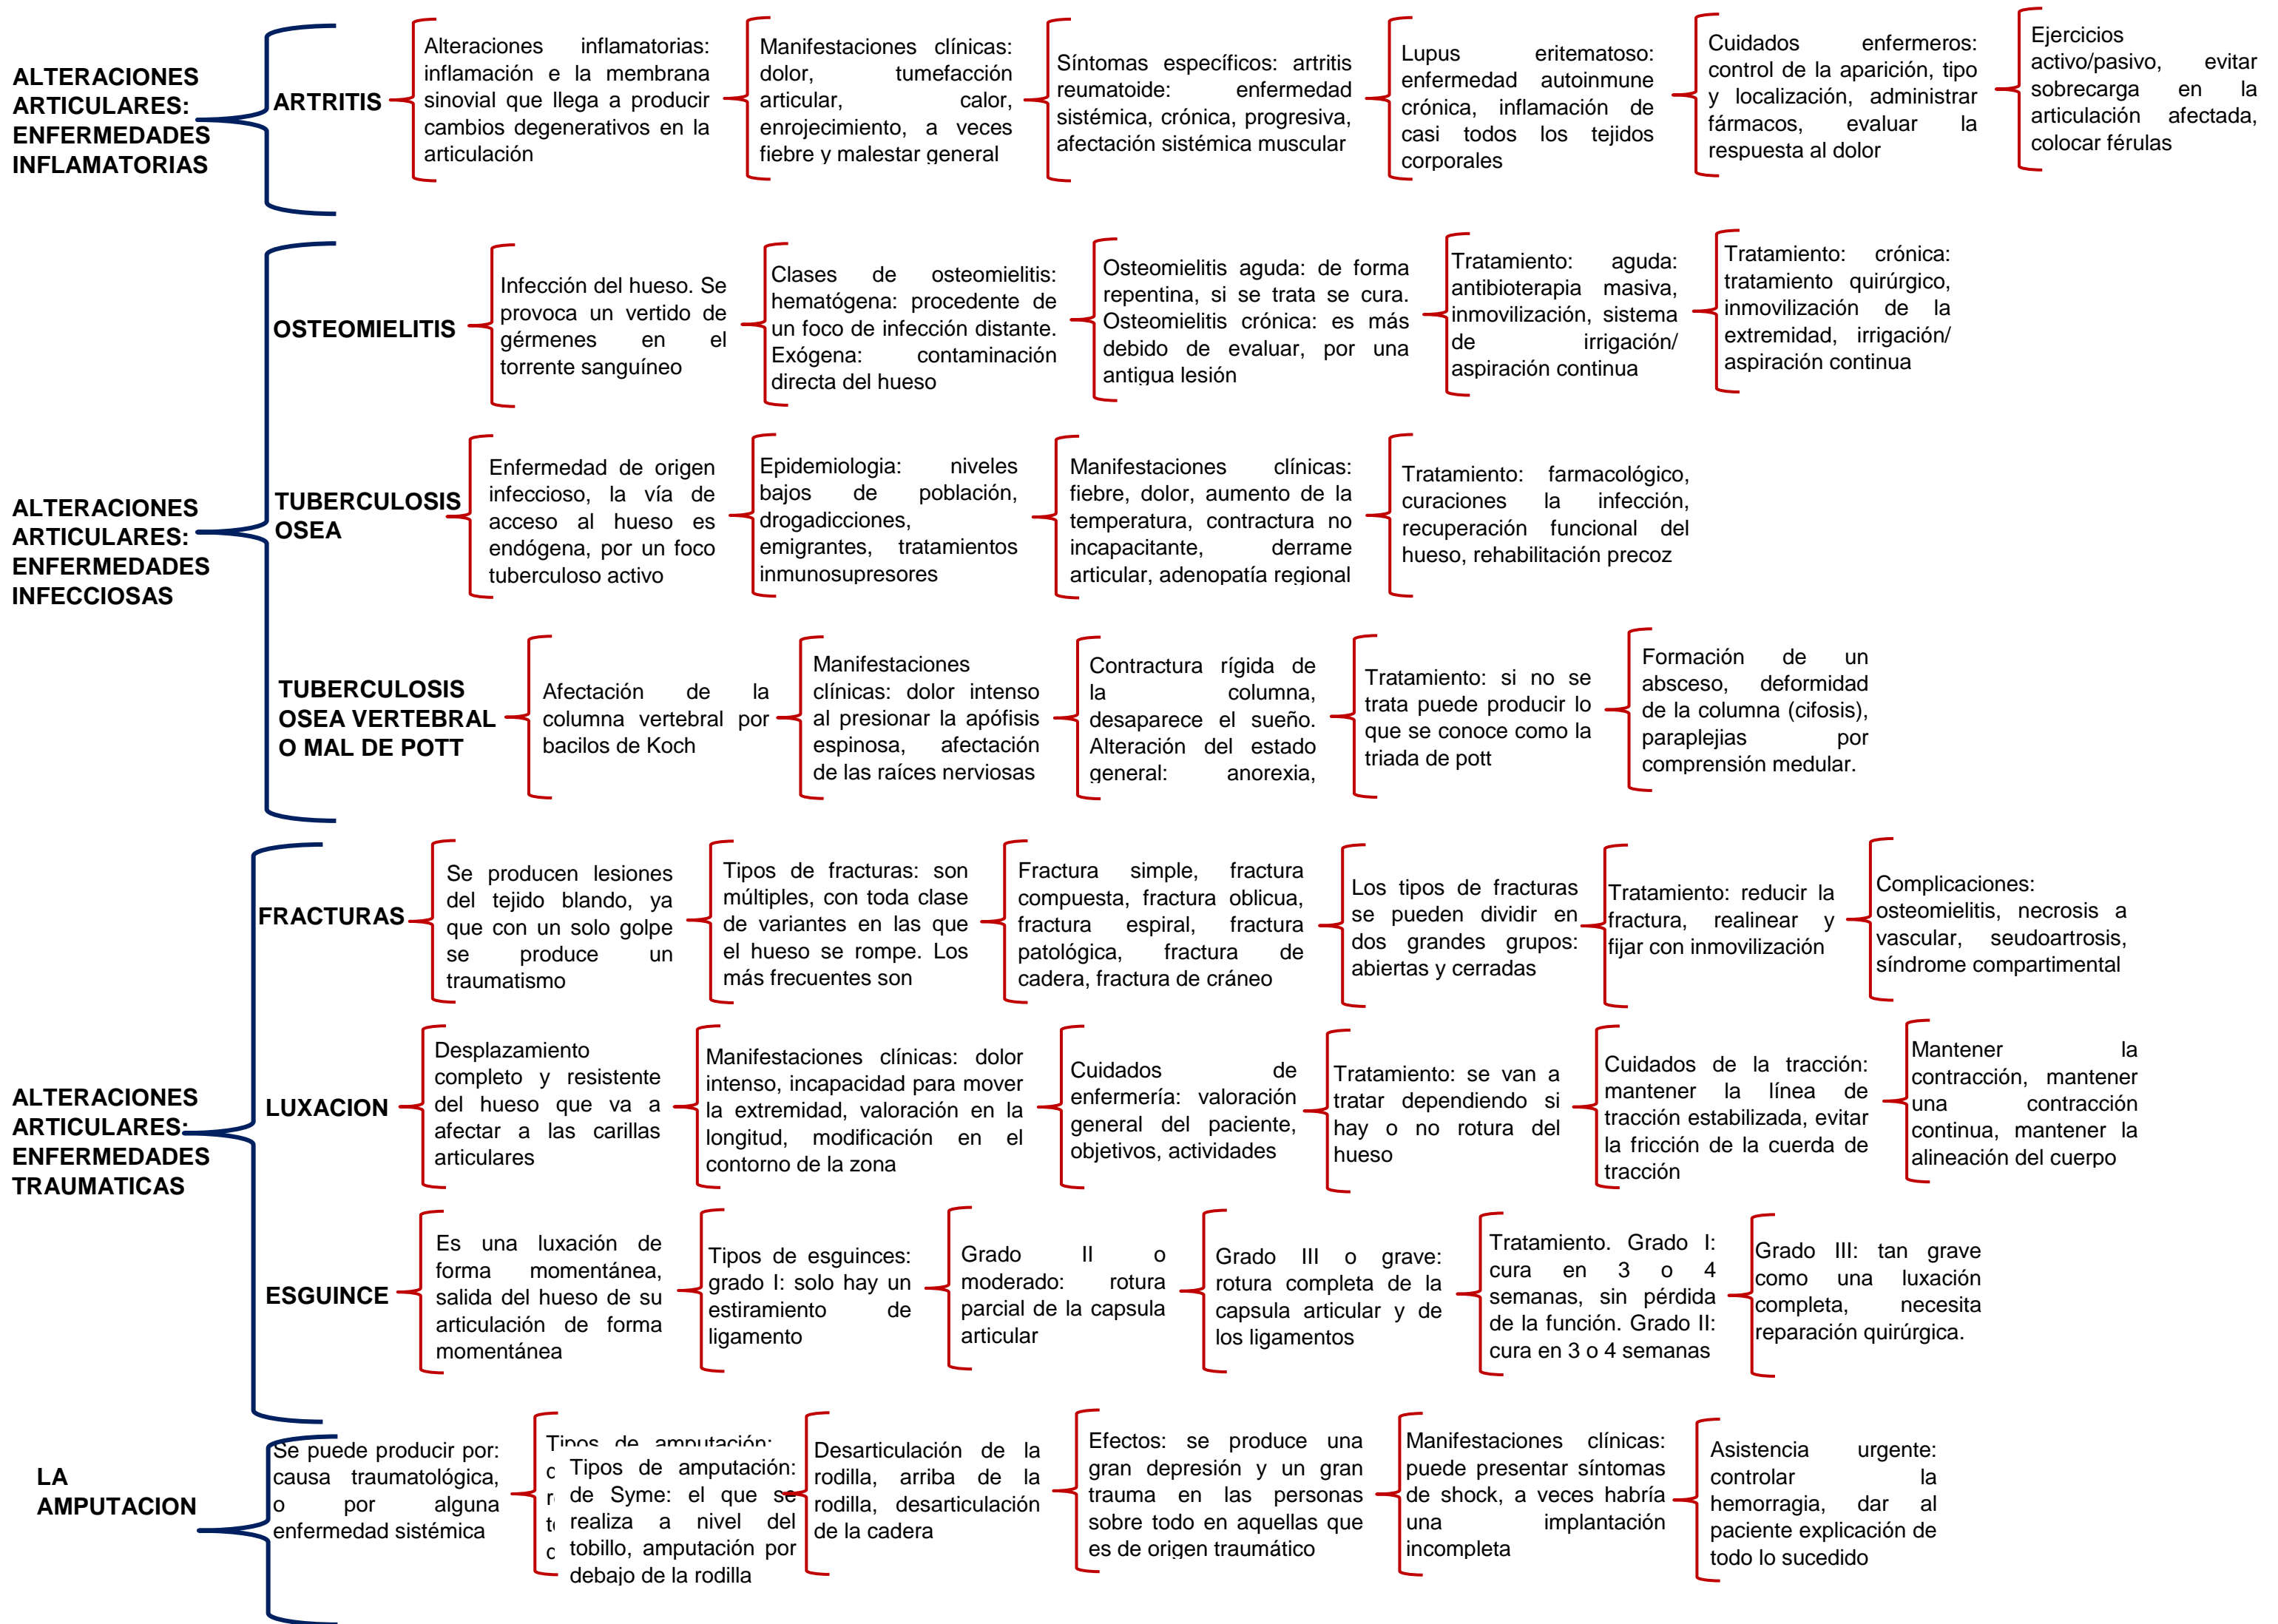 ALTERACIONES
ARTICULARES:
ENFERMEDADES
INFLAMATORIAS
ARTRITIS
Alteraciones inflamatorias:
inflamación e la membrana
sinovial que llega a producir
cambios degenerativos en la
articulación
Manifestaciones clínicas:
dolor, tumefacción
articular, calor,
enrojecimiento, a veces
fiebre y malestar general
Síntomas específicos: artritis
reumatoide: enfermedad
sistémica, crónica, progresiva,
afectación sistémica muscular
Lupus eritematoso:
enfermedad autoinmune
crónica, inflamación de
casi todos los tejidos
corporales
Cuidados enfermeros:
control de la aparición, tipo
y localización, administrar
fármacos, evaluar la
respuesta al dolor
Ejercicios
activo/pasivo, evitar
sobrecarga en la
articulación afectada,
colocar férulas
ALTERACIONES
ARTICULARES:
ENFERMEDADES
INFECCIOSAS
OSTEOMIELITIS
Infección del hueso. Se
provoca un vertido de
gérmenes en el
torrente sanguíneo
Clases de osteomielitis:
hematógena: procedente de
un foco de infección distante.
Exógena: contaminación
directa del hueso
Osteomielitis aguda: de forma
repentina, si se trata se cura.
Osteomielitis crónica: es más
debido de evaluar, por una
antigua lesión
Tratamiento: aguda:
antibioterapia masiva,
inmovilización, sistema
de irrigación/
aspiración continua
Tratamiento: crónica:
tratamiento quirúrgico,
inmovilización de la
extremidad, irrigación/
aspiración continua
TUBERCULOSIS
OSEA
Enfermedad de origen
infeccioso, la vía de
acceso al hueso es
endógena, por un foco
tuberculoso activo
Epidemiologia: niveles
bajos de población,
drogadicciones,
emigrantes, tratamientos
inmunosupresores
Manifestaciones clínicas:
fiebre, dolor, aumento de la
temperatura, contractura no
incapacitante, derrame
articular, adenopatía regional
Tratamiento: farmacológico,
curaciones la infección,
recuperación funcional del
hueso, rehabilitación precoz
TUBERCULOSIS
OSEA VERTEBRAL
O MAL DE POTT
Afectación de la
columna vertebral por
bacilos de Koch
Manifestaciones
clínicas: dolor intenso
al presionar la apófisis
espinosa, afectación
de las raíces nerviosas
Contractura rígida de
la columna,
desaparece el sueño.
Alteración del estado
general: anorexia,
Tratamiento: si no se
trata puede producir lo
que se conoce como la
triada de pott
Formación de un
absceso, deformidad
de la columna (cifosis),
paraplejias por
comprensión medular.
ALTERACIONES
ARTICULARES:
ENFERMEDADES
TRAUMATICAS
FRACTURAS
Se producen lesiones
del tejido blando, ya
que con un solo golpe
se produce un
traumatismo
Tipos de fracturas: son
múltiples, con toda clase
de variantes en las que
el hueso se rompe. Los
más frecuentes son
Fractura simple, fractura
compuesta, fractura oblicua,
fractura espiral, fractura
patológica, fractura de
cadera, fractura de cráneo
Los tipos de fracturas
se pueden dividir en
dos grandes grupos:
abiertas y cerradas
Tratamiento: reducir la
fractura, realinear y
fijar con inmovilización
Complicaciones:
osteomielitis, necrosis a
vascular, seudoartrosis,
síndrome compartimental
LUXACION
Desplazamiento
completo y resistente
del hueso que va a
afectar a las carillas
articulares
Manifestaciones clínicas: dolor
intenso, incapacidad para mover
la extremidad, valoración en la
longitud, modificación en el
contorno de la zona
Cuidados de
enfermería: valoración
general del paciente,
objetivos, actividades
Tratamiento: se van a
tratar dependiendo si
hay o no rotura del
hueso
Cuidados de la tracción:
mantener la línea de
tracción estabilizada, evitar
la fricción de la cuerda de
tracción
Mantener la
contracción, mantener
una contracción
continua, mantener la
alineación del cuerpo
ESGUINCE
Es una luxación de
forma momentánea,
salida del hueso de su
articulación de forma
momentánea
Tipos de esguinces:
grado I: solo hay un
estiramiento de
ligamento
Grado II o
moderado: rotura
parcial de la capsula
articular
Grado III o grave:
rotura completa de la
capsula articular y de
los ligamentos
Tratamiento. Grado I:
cura en 3 o 4
semanas, sin pérdida
de la función. Grado II:
cura en 3 o 4 semanas
Grado III: tan grave
como una luxación
completa, necesita
reparación quirúrgica.
LA
AMPUTACION
Se puede producir por:
causa traumatológica,
o por alguna
enfermedad sistémica
Tipos de amputación:
Tipos de amputación:
de Syme: el que se
realiza a nivel del
tobillo, amputación por
debajo de la rodilla
Desarticulación de la
rodilla, arriba de la
rodilla, desarticulación
de la cadera
Efectos: se produce una
gran depresión y un gran
trauma en las personas
sobre todo en aquellas que
es de origen traumático
Manifestaciones clínicas:
puede presentar síntomas
de shock, a veces habría
una implantación
incompleta
Asistencia urgente:
controlar la
hemorragia, dar al
paciente explicación de
todo lo sucedido